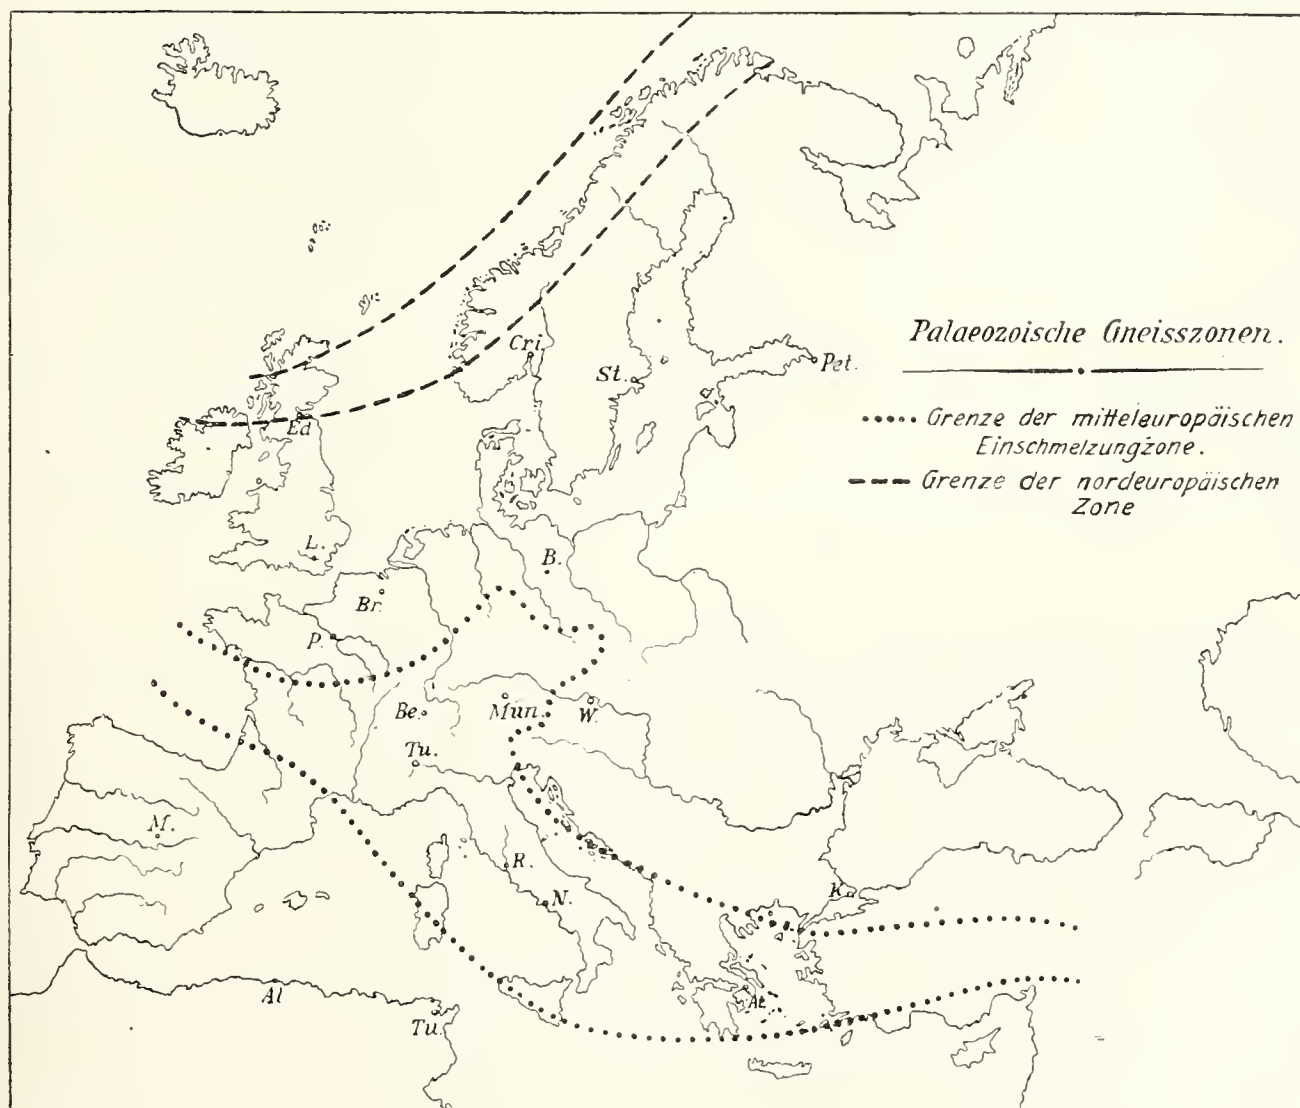 Palaeozoische Gneisszonen.
Grenze der mitteleuropäischen
Einschmelzungzone.
Grenze der nordeuropäischen
Zone
Cri.
St.
Pet.
Ed
L.
B.
Br.
P.
Be.
Mün.
W.
Tu.
M.
R.
N.
K.
At.
Al
Tu.